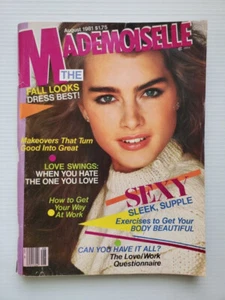 August 1981 $1.75
MADEMOISELLE
THE
FALL LOOKS
DRESS BEST!
Makeovers That Turn
Good Into Great
LOVE SWINGS:
WHEN YOU HATE
THE ONE YOU LOVE
How to Get
Your Way
At Work
SEXY
SLEEK, SUPPLE
Exercises to Get Your
BODY BEAUTIFUL
CAN YOU HAVE IT ALL?
The Love/Work
Questionnaire